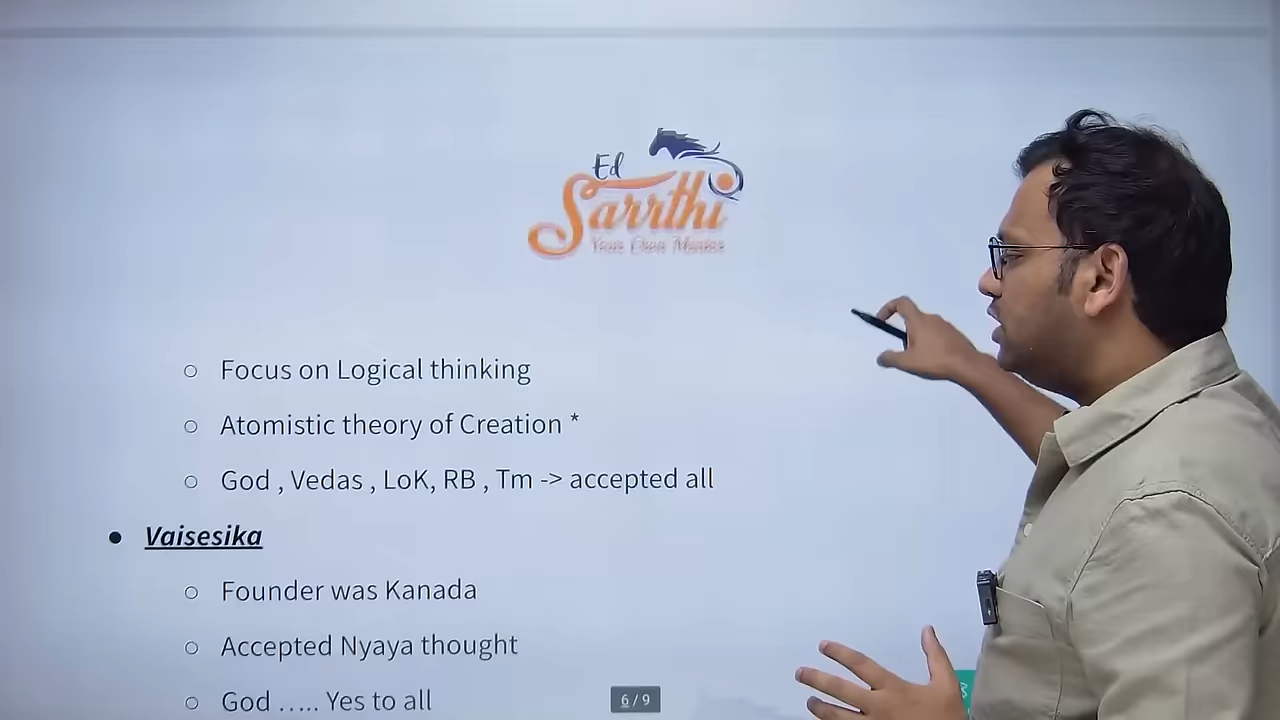 Ed
Sarrthi
Your Own Mentor
○ Focus on Logical thinking
○ Atomistic theory of Creation *
○ God , Vedas , LoK, RB , Tm -> accepted all
● Vaisesika
○ Founder was Kanada
○ Accepted Nyaya thought
○ God ..... Yes to all
6 / 9